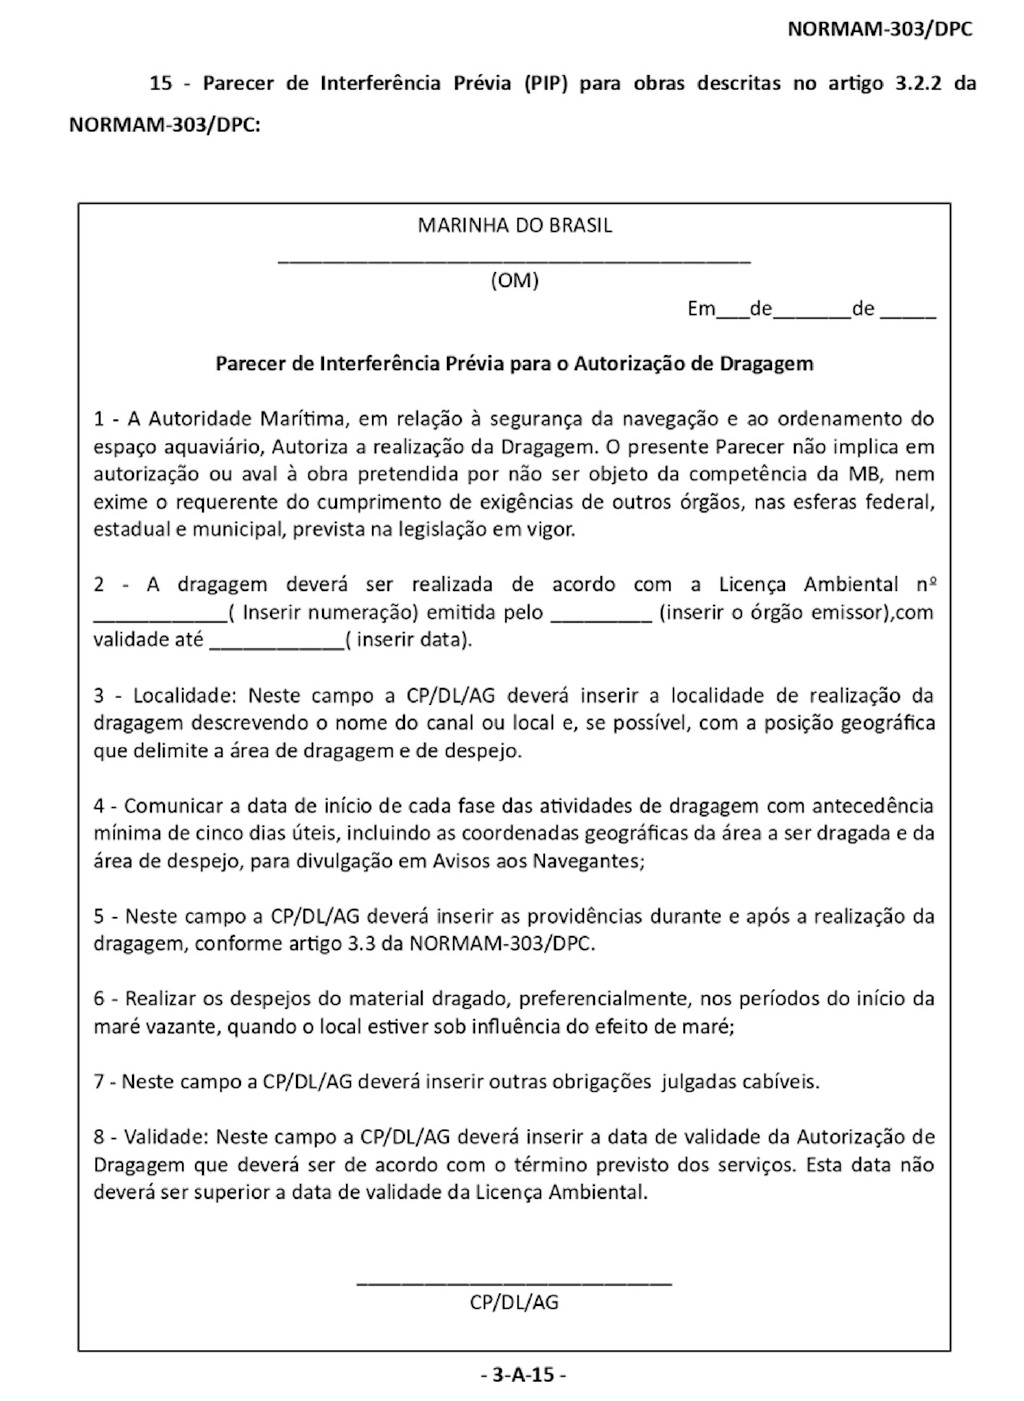 NORMAM-303/DPC
15 - Parecer de Interferência Prévia (PIP) para obras descritas no artigo 3.2.2 da
NORMAM-303/DPC:
MARINHA DO BRASIL
__________________________________________
(OM)
Em___de_______de _____
Parecer de Interferência Prévia para o Autorização de Dragagem
1 - A Autoridade Marítima, em relação à segurança da navegação e ao ordenamento do
espaço aquaviário, Autoriza a realização da Dragagem. O presente Parecer não implica em
autorização ou aval à obra pretendida por não ser objeto da competência da MB, nem
exime o requerente do cumprimento de exigências de outros órgãos, nas esferas federal,
estadual e municipal, prevista na legislação em vigor.
2 - A dragagem deverá ser realizada de acordo com a Licença Ambiental nº
____________( Inserir numeração) emitida pelo _________ (inserir o órgão emissor),com
validade até ____________( inserir data).
3 - Localidade: Neste campo a CP/DL/AG deverá inserir a localidade de realização da
dragagem descrevendo o nome do canal ou local e, se possível, com a posição geográfica
que delimite a área de dragagem e de despejo.
4 - Comunicar a data de início de cada fase das atividades de dragagem com antecedência
mínima de cinco dias úteis, incluindo as coordenadas geográficas da área a ser dragada e da
área de despejo, para divulgação em Avisos aos Navegantes;
5 - Neste campo a CP/DL/AG deverá inserir as providências durante e após a realização da
dragagem, conforme artigo 3.3 da NORMAM-303/DPC.
6 - Realizar os despejos do material dragado, preferencialmente, nos períodos do início da
maré vazante, quando o local estiver sob influência do efeito de maré;
7 - Neste campo a CP/DL/AG deverá inserir outras obrigações julgadas cabíveis.
8 - Validade: Neste campo a CP/DL/AG deverá inserir a data de validade da Autorização de
Dragagem que deverá ser de acordo com o término previsto dos serviços. Esta data não
deverá ser superior a data de validade da Licença Ambiental.
____________________________
CP/DL/AG
- 3-A-15 -